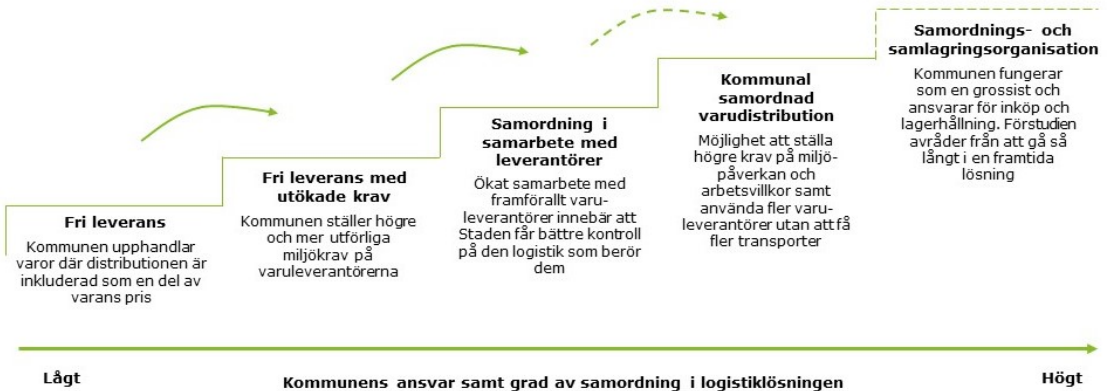 Fri leverans
Kommunen upphandlar
varor där distributionen är
inkluderad som en del av
varans pris
Fri leverans med
utökade krav
Kommunen ställer högre
och mer utförliga
miljökrav på
varuleverantörerna
Samordning i
samarbete med
leverantörer
Ökat samarbete med
framförallt varu-
leverantörer innebär att
Staden får bättre kontroll
på den logistik som berör
dem
Kommunal
samordnad
varudistribution
Möjlighet att ställa
högre krav på miljö-
påverkan och
arbetsvillkor samt
använda fler varu-
leverantörer utan att få
fler transporter
Samordnings- och
samlagringsorganisation
Kommunen fungerar
som en grossist och
ansvarar för inköp och
lagerhållning. Förstudien
avråder från att gå så
långt i en framtida
lösning
Lågt
Kommunens ansvar samt grad av samordning i logistiklösningen
Högt